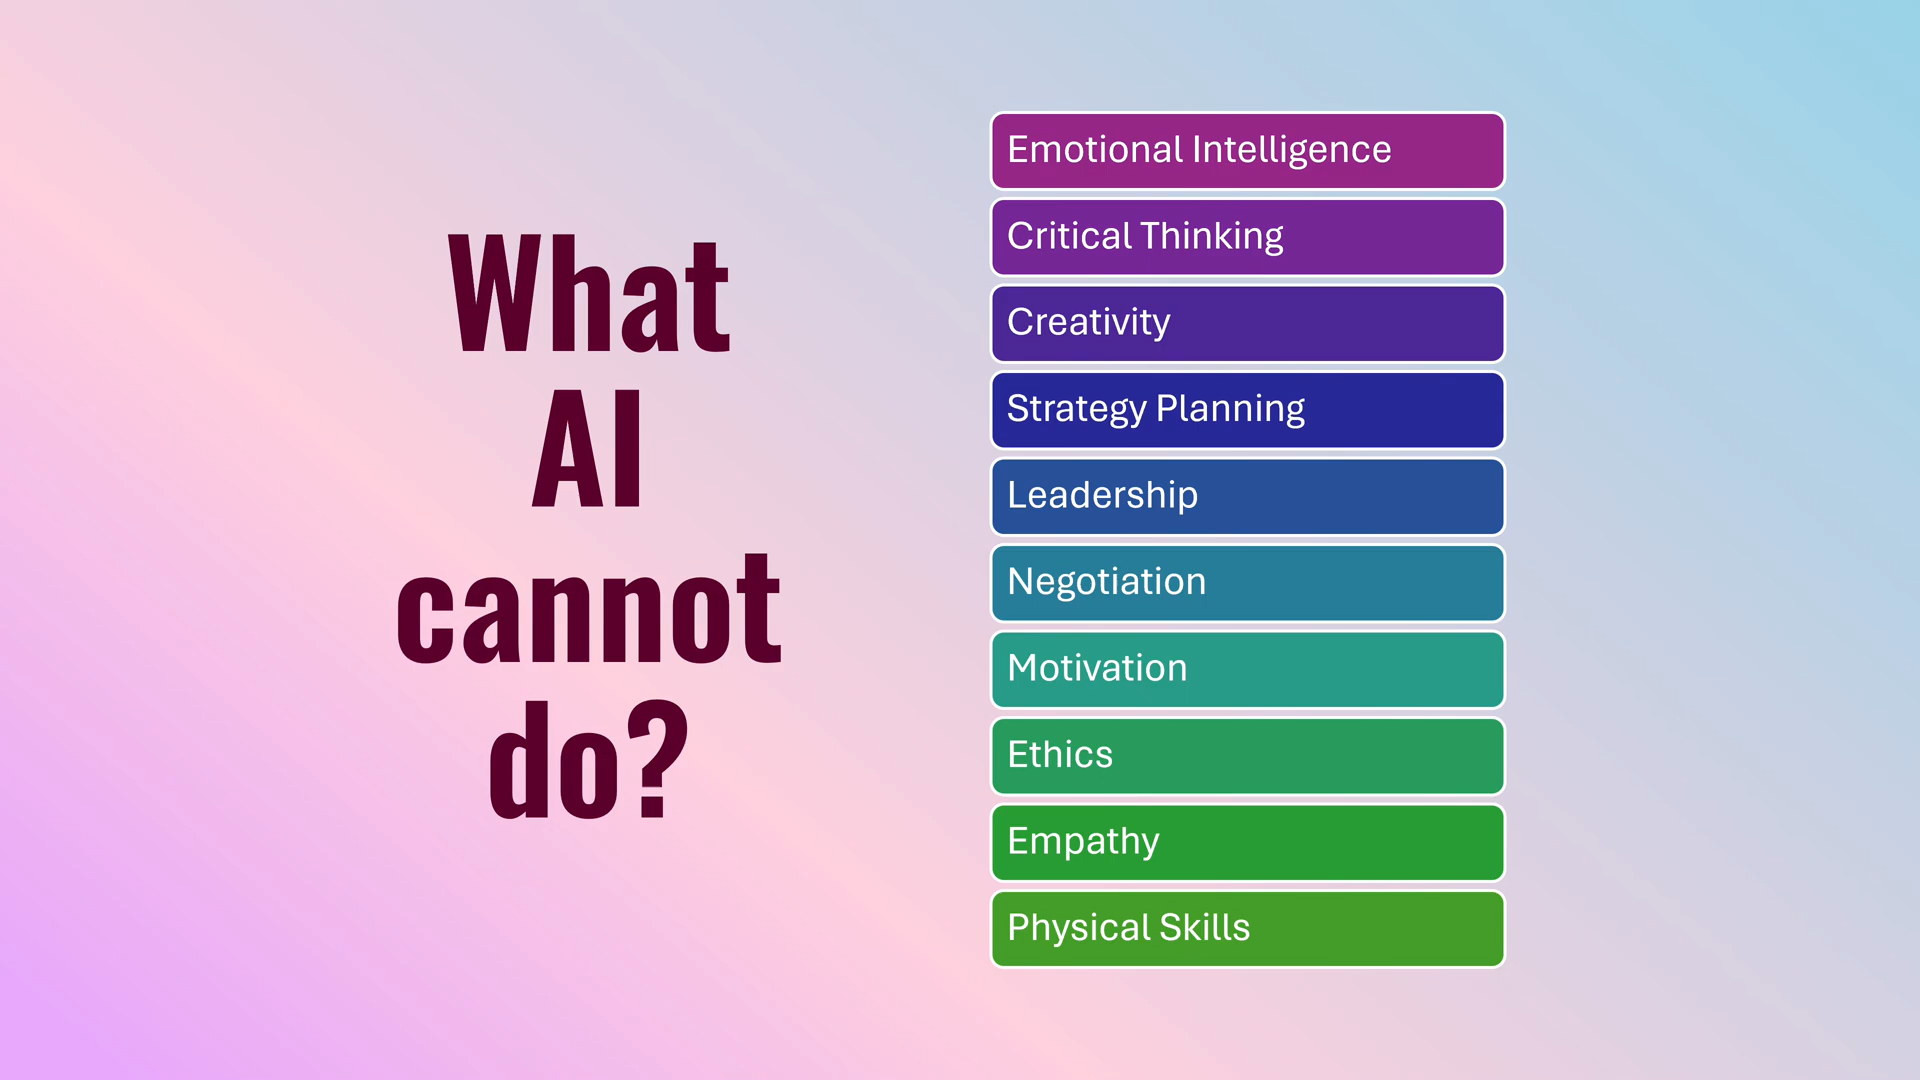 What
AI
cannot
do?
Emotional Intelligence
Critical Thinking
Creativity
Strategy Planning
Leadership
Negotiation
Motivation
Ethics
Empathy
Physical Skills